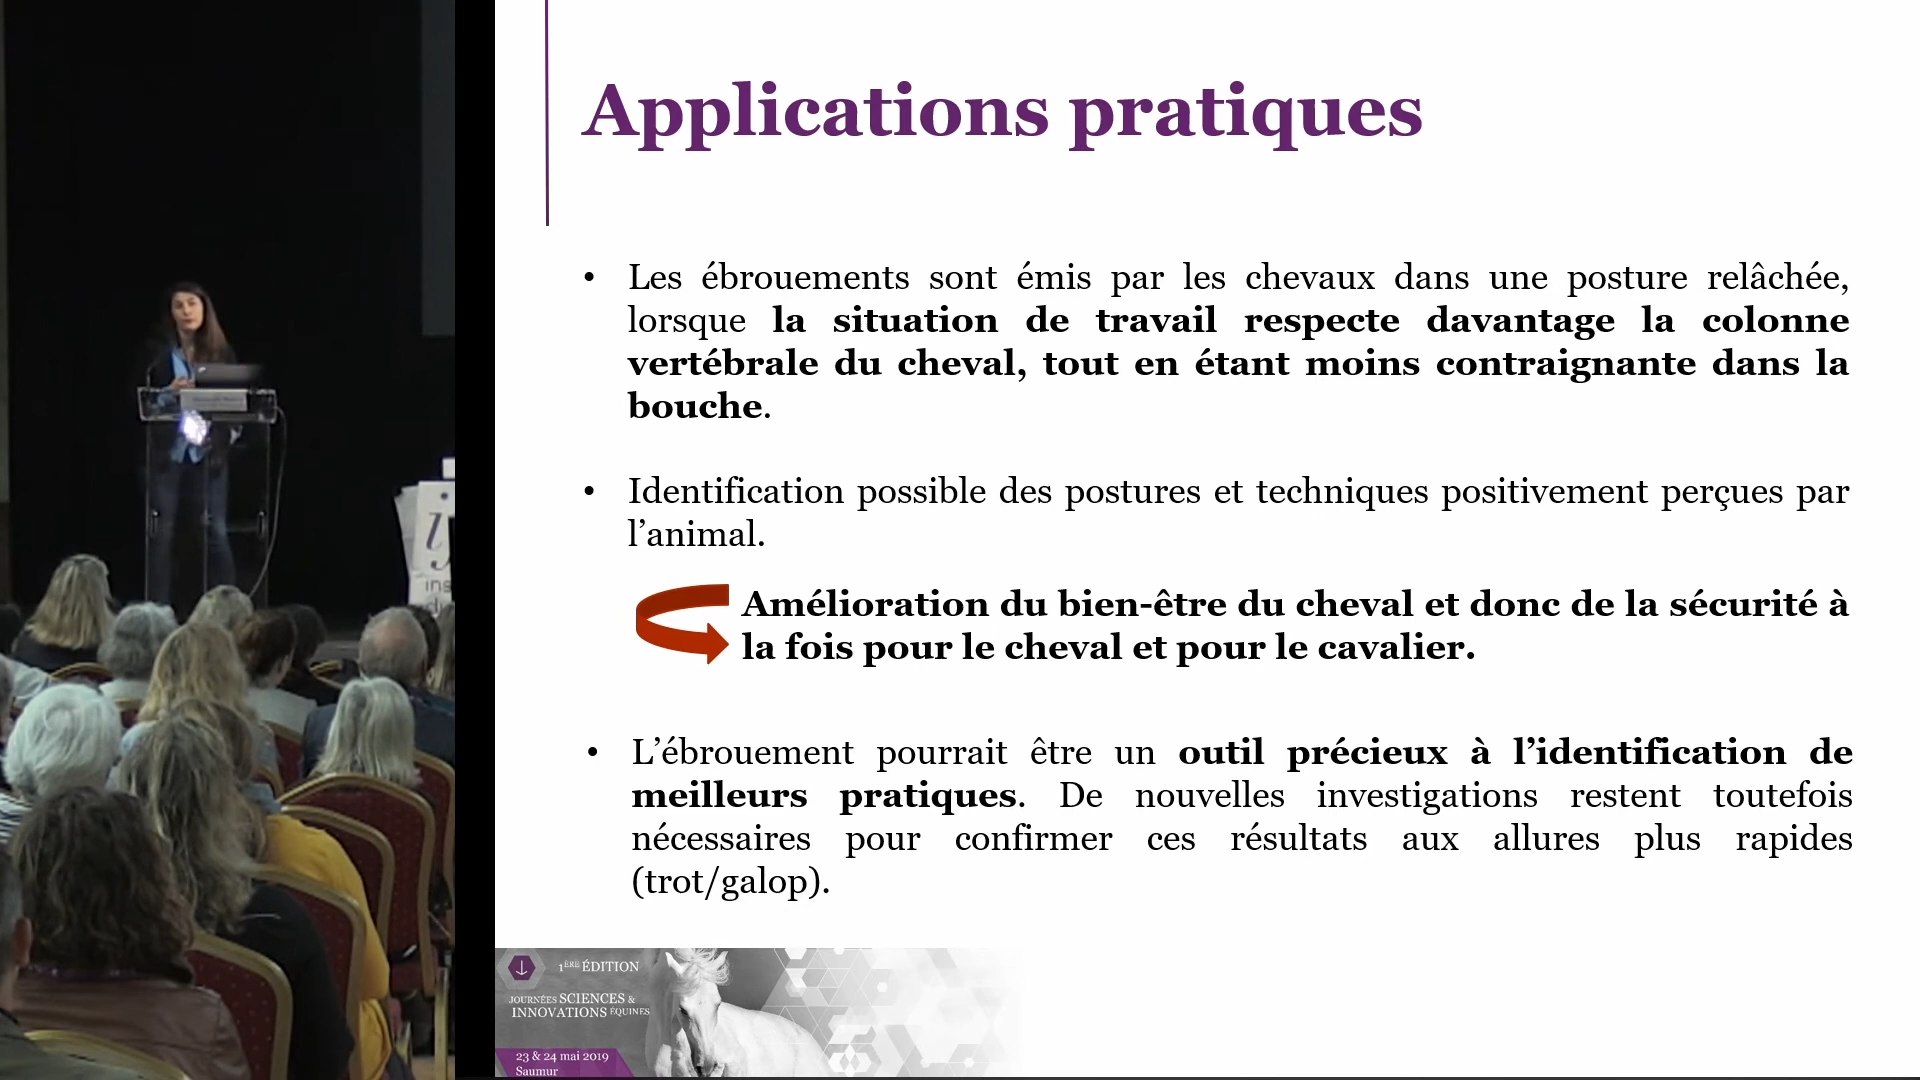 Applications pratiques
• Les ébrouements sont émis par les chevaux dans une posture relâchée,
lorsque la situation de travail respecte davantage la colonne
vertébrale du cheval, tout en étant moins contraignante dans la
bouche.
• Identification possible des postures et techniques positivement perçues par
l’animal.
Amélioration du bien-être du cheval et donc de la sécurité à
la fois pour le cheval et pour le cavalier.
• L’ébrouement pourrait être un outil précieux à l’identification de
meilleurs pratiques. De nouvelles investigations restent toutefois
nécessaires pour confirmer ces résultats aux allures plus rapides
(trot/galop).
1ÈRE ÉDITION
JOURNÉES SCIENCES &
INNOVATIONS ÉQUINES
23 & 24 mai 2019
Saumur
ins